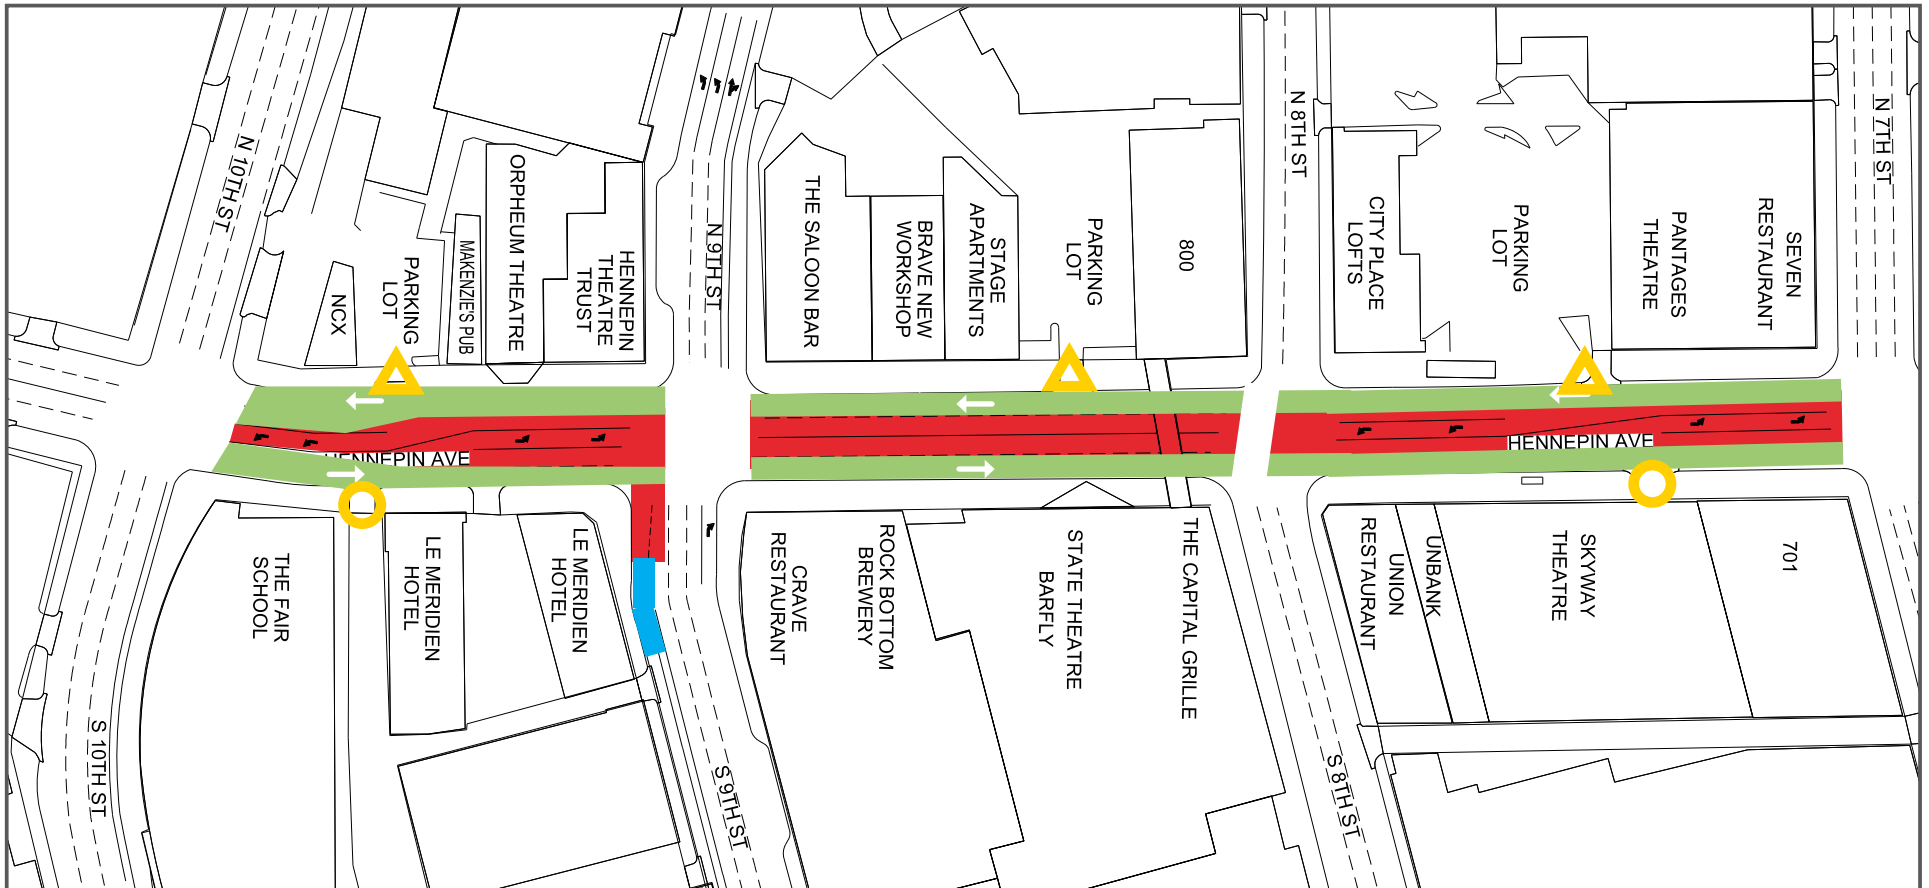 N 10TH ST
NCX
PARKING
LOT
MAKENZIE'S PUB
ORPHEUM THEATRE
HENNEPIN
THEATRE
TRUST
N 9TH ST
THE SALOON BAR
BRAVE NEW
WORKSHOP
STAGE
APARTMENTS
PARKING
LOT
800
N 8TH ST
CITY PLACE
LOFTS
PARKING
LOT
PANTAGES
THEATRE
SEVEN
RESTAURANT
N 7TH ST
HENNEPIN AVE
HENNEPIN AVE
S 10TH ST
THE FAIR
SCHOOL
LE MERIDIEN
HOTEL
LE MERIDIEN
HOTEL
S 9TH ST
CRAVE
RESTAURANT
ROCK BOTTOM
BREWERY
STATE THEATRE
BARFLY
THE CAPITAL GRILLE
S 8TH ST
UNION
RESTAURANT
UNBANK
SKYWAY
THEATRE
701